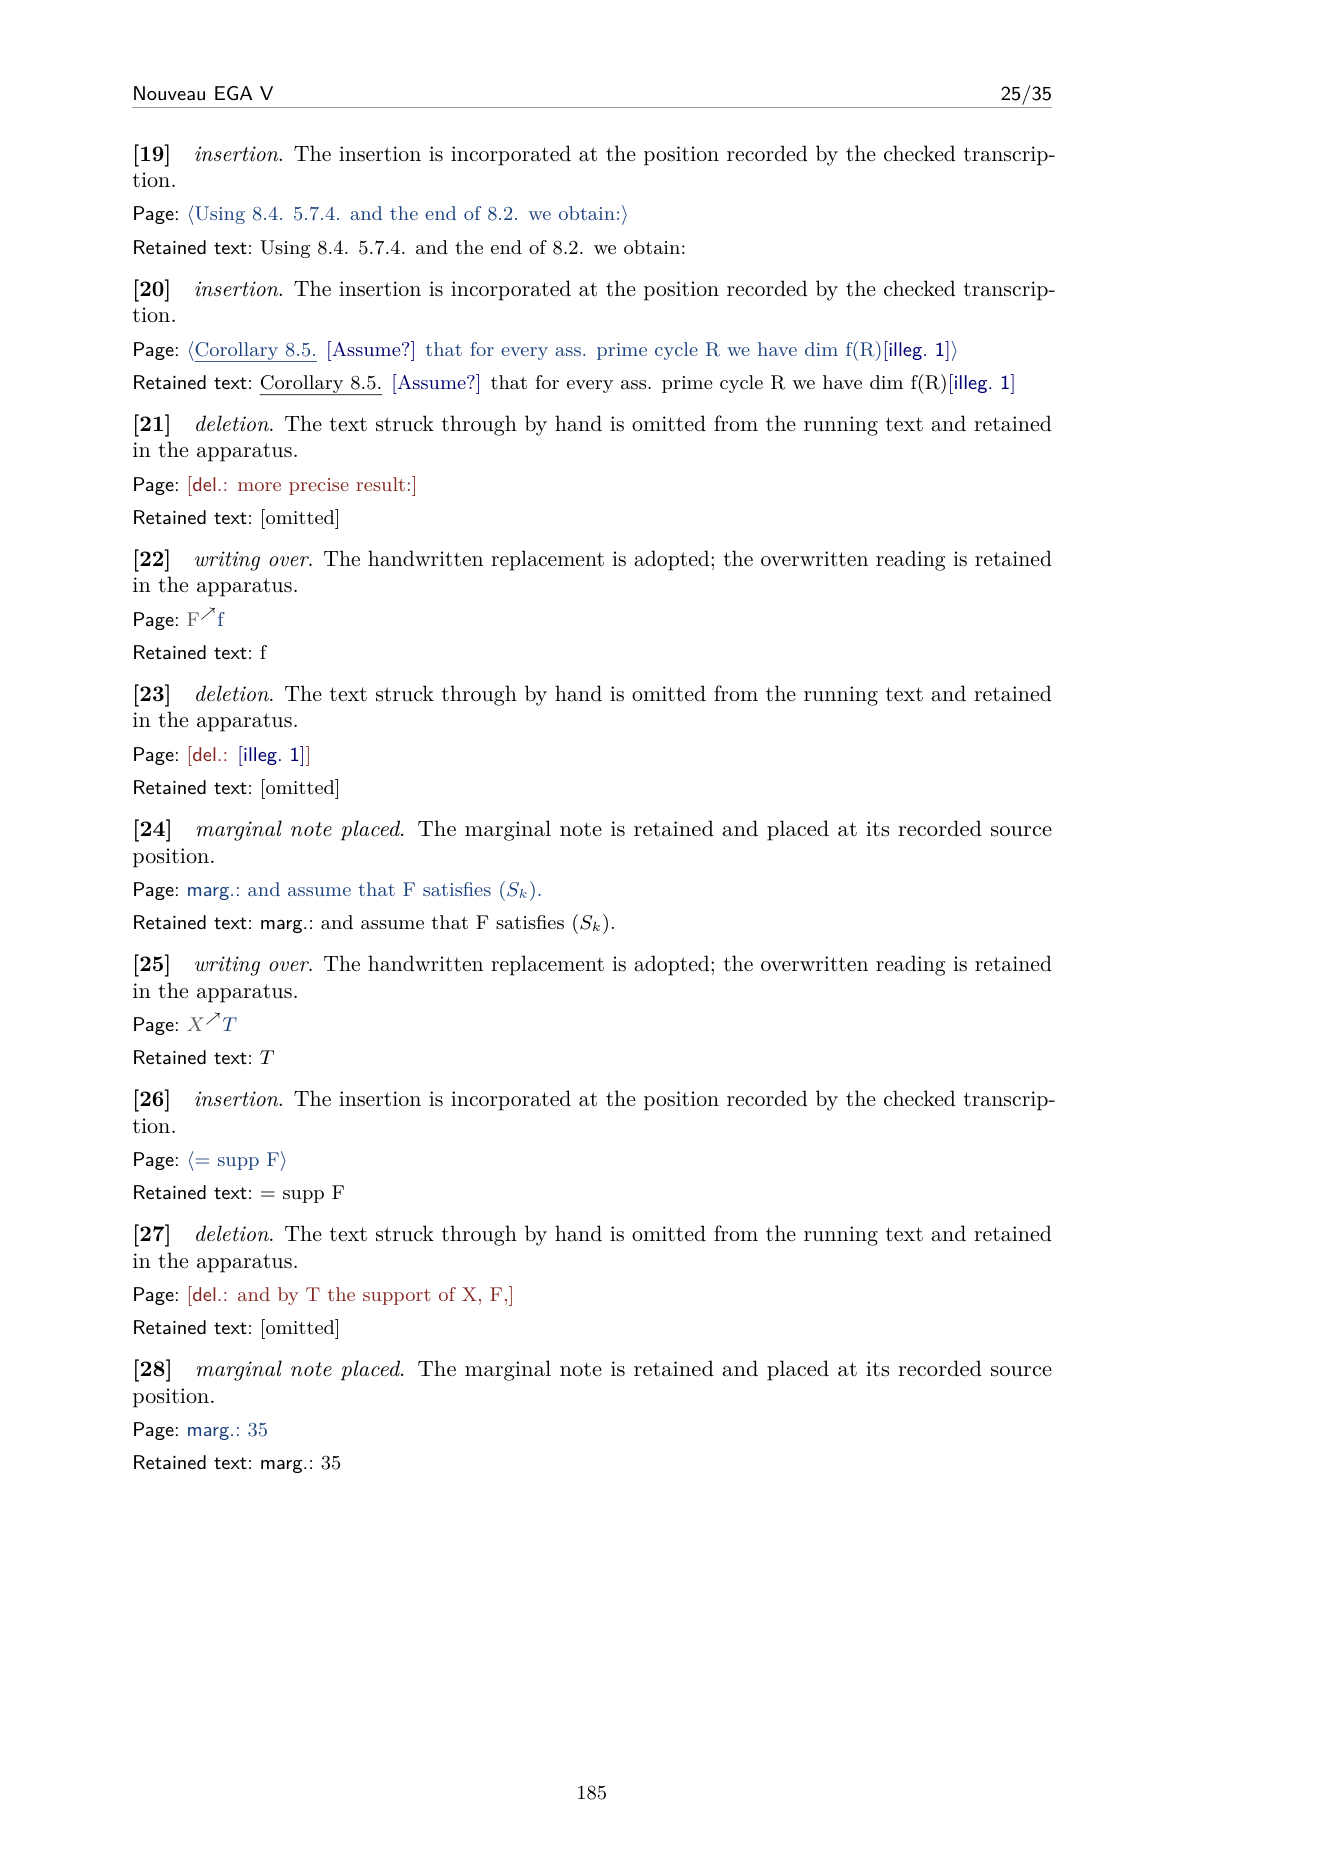 Nouveau EGA V 25/35
[19] insertion. The insertion is incorporated at the position recorded by the checked transcrip-
tion.
Page: ⟨Using 8.4. 5.7.4. and the end of 8.2. we obtain:⟩
Retained text: Using 8.4. 5.7.4. and the end of 8.2. we obtain:
[20] insertion. The insertion is incorporated at the position recorded by the checked transcrip-
tion.
Page: ⟨Corollary 8.5. [Assume?] that for every ass. prime cycle R we have dim f(R)[illeg. 1]⟩
Retained text: Corollary 8.5. [Assume?] that for every ass. prime cycle R we have dim f(R)[illeg. 1]
[21] deletion. The text struck through by hand is omitted from the running text and retained
in the apparatus.
Page: [del.: more precise result:]
Retained text: [omitted]
[22] writing over. The handwritten replacement is adopted; the overwritten reading is retained
in the apparatus.
Page: F↗f
Retained text: f
[23] deletion. The text struck through by hand is omitted from the running text and retained
in the apparatus.
Page: [del.: [illeg. 1]]
Retained text: [omitted]
[24] marginal note placed. The marginal note is retained and placed at its recorded source
position.
Page: marg.: and assume that F satisfies (Sₖ).
Retained text: marg.: and assume that F satisfies (Sₖ).
[25] writing over. The handwritten replacement is adopted; the overwritten reading is retained
in the apparatus.
Page: X↗T
Retained text: T
[26] insertion. The insertion is incorporated at the position recorded by the checked transcrip-
tion.
Page: ⟨= supp F⟩
Retained text: = supp F
[27] deletion. The text struck through by hand is omitted from the running text and retained
in the apparatus.
Page: [del.: and by T the support of X, F,]
Retained text: [omitted]
[28] marginal note placed. The marginal note is retained and placed at its recorded source
position.
Page: marg.: 35
Retained text: marg.: 35
185